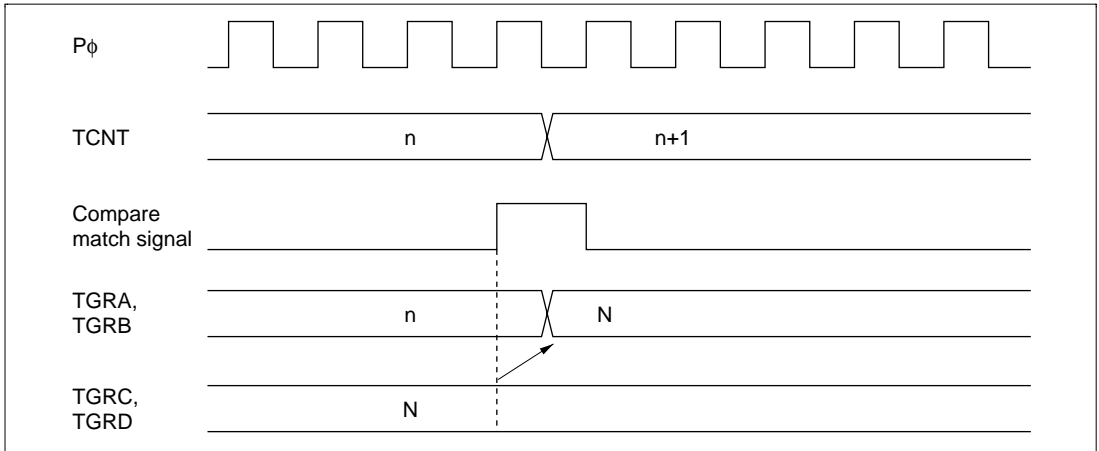 Pϕ
TCNT
n
n+1
Compare
match signal
TGRA,
TGRB
n
N
TGRC,
TGRD
N